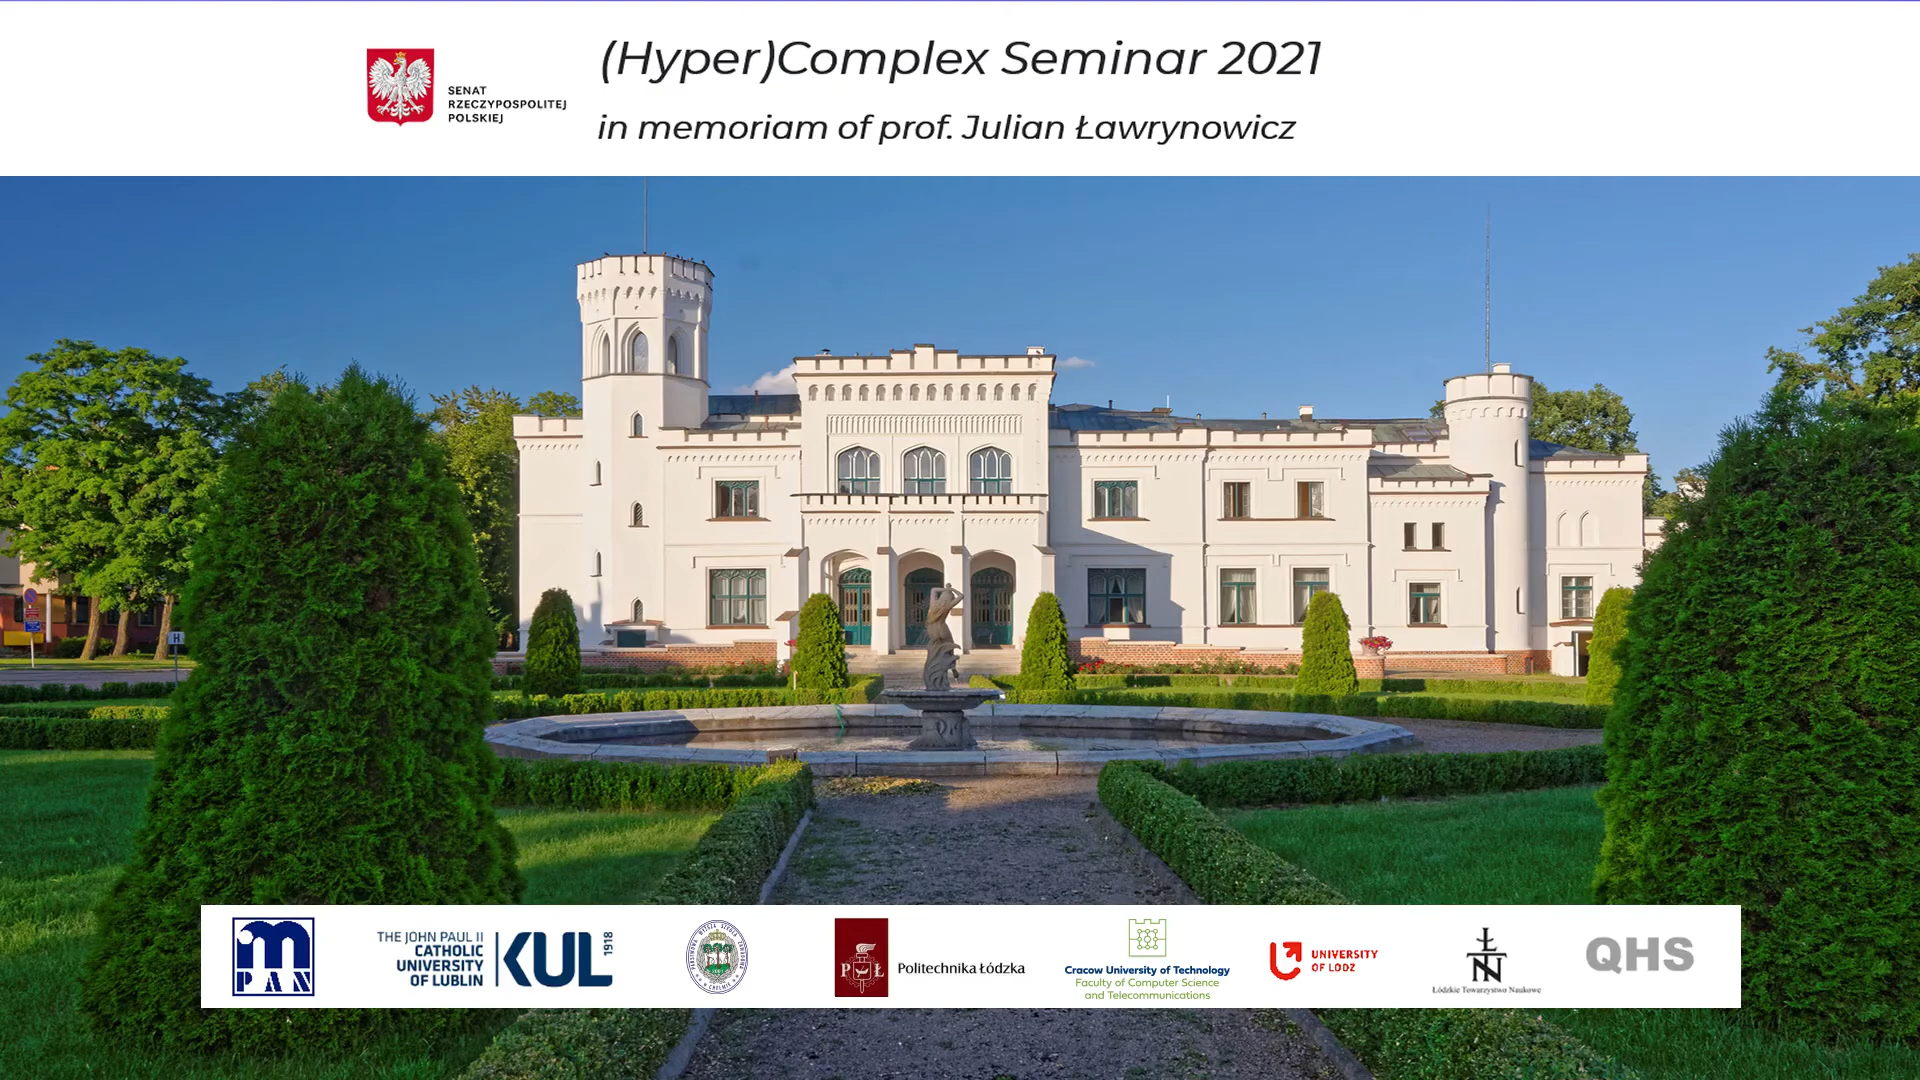 (Hyper)Complex Seminar 2021
in memoriam of prof. Julian Ławrynowicz
SENAT
RZECZYPOSPOLITEJ
POLSKIEJ
H
m
PAN
THE JOHN PAUL II
CATHOLIC
UNIVERSITY
OF LUBLIN
KUL
1918
P Ł
Politechnika Łódzka
Cracow University of Technology
Faculty of Computer Science
and Telecommunications
UNIVERSITY
OF LODZ
ŁTN
Łódzkie Towarzystwo Naukowe
QHS